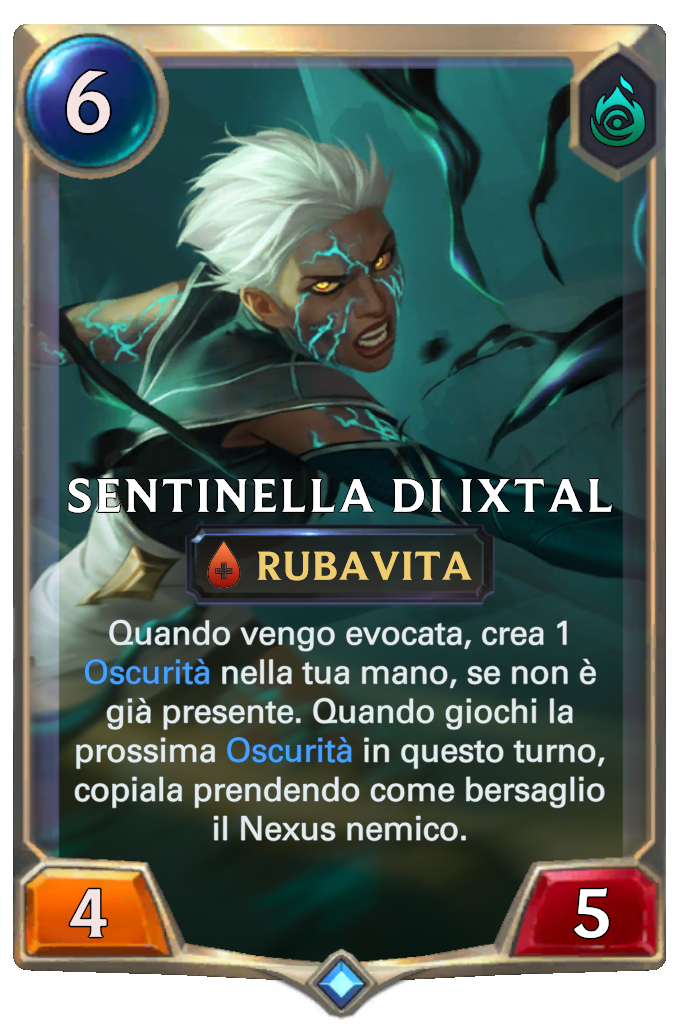 6
SENTINELLA DI IXTAL
RUBAVITA
Quando vengo evocata, crea 1
Oscurità nella tua mano, se non è
già presente. Quando giochi la
prossima Oscurità in questo turno,
copiala prendendo come bersaglio
il Nexus nemico.
4
5